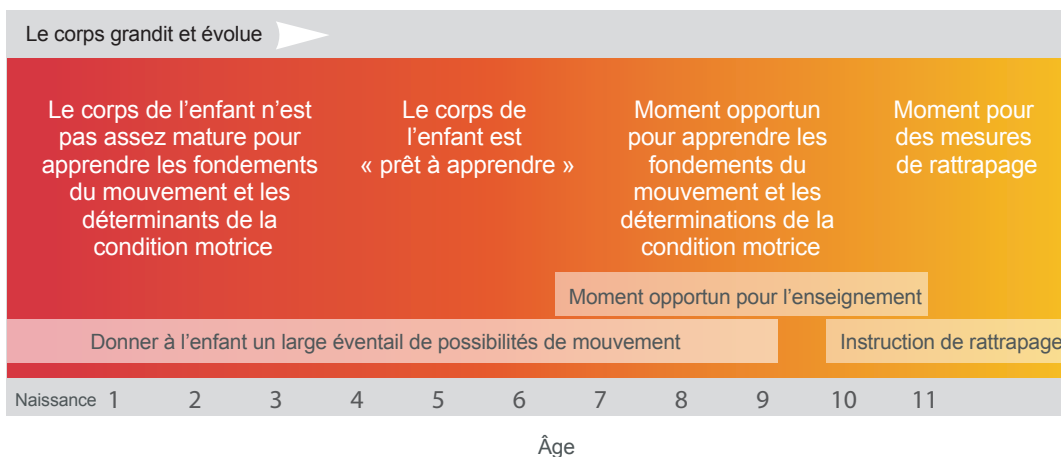 Le corps grandit et évolue
Le corps de l'enfant n'est
pas assez mature pour
apprendre les fondements
du mouvement et les
déterminants de la
condition motrice
Le corps de
l'enfant est
« prêt à apprendre »
Moment opportun
pour apprendre les
fondements du
mouvement et les
déterminations de la
condition motrice
Moment pour
des mesures
de rattrapage
Moment opportun pour l'enseignement
Donner à l'enfant un large éventail de possibilités de mouvement
Instruction de rattrapage
Naissance 1 2 3 4 5 6 7 8 9 10 11
Âge